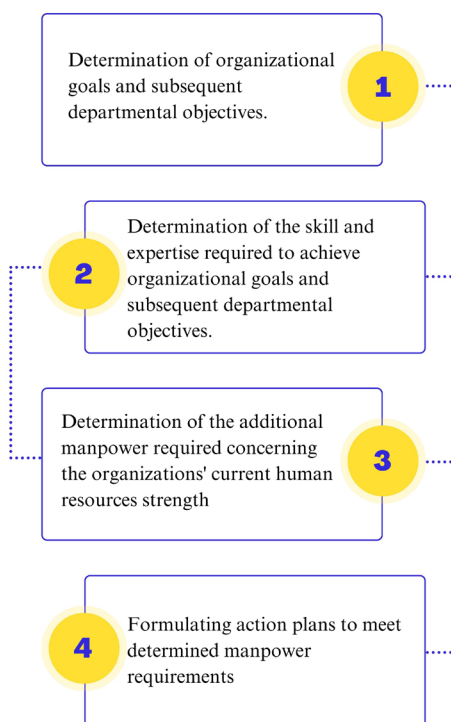 Determination of organizational
goals and subsequent
departmental objectives.
1
Determination of the skill and
expertise required to achieve
organizational goals and
subsequent departmental
objectives.
2
Determination of the additional
manpower required concerning
the organizations' current human
resources strength
3
Formulating action plans to meet
determined manpower
requirements
4